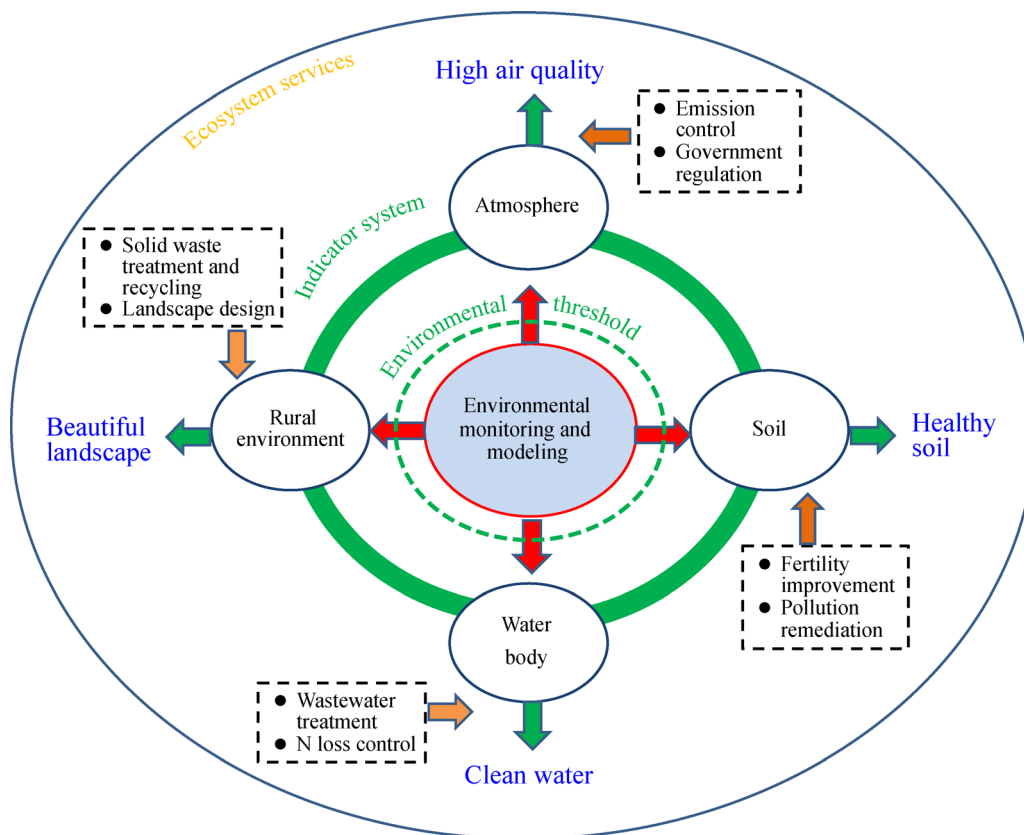 Ecosystem services
High air quality
● Emission
control
● Government
regulation
Atmosphere
Indicator system
● Solid waste
treatment and
recycling
● Landscape design
Environmental threshold
Rural
environment
Environmental
monitoring and
modeling
Soil
Beautiful
landscape
Healthy
soil
● Fertility
improvement
● Pollution
remediation
Water
body
● Wastewater
treatment
● N loss control
Clean water